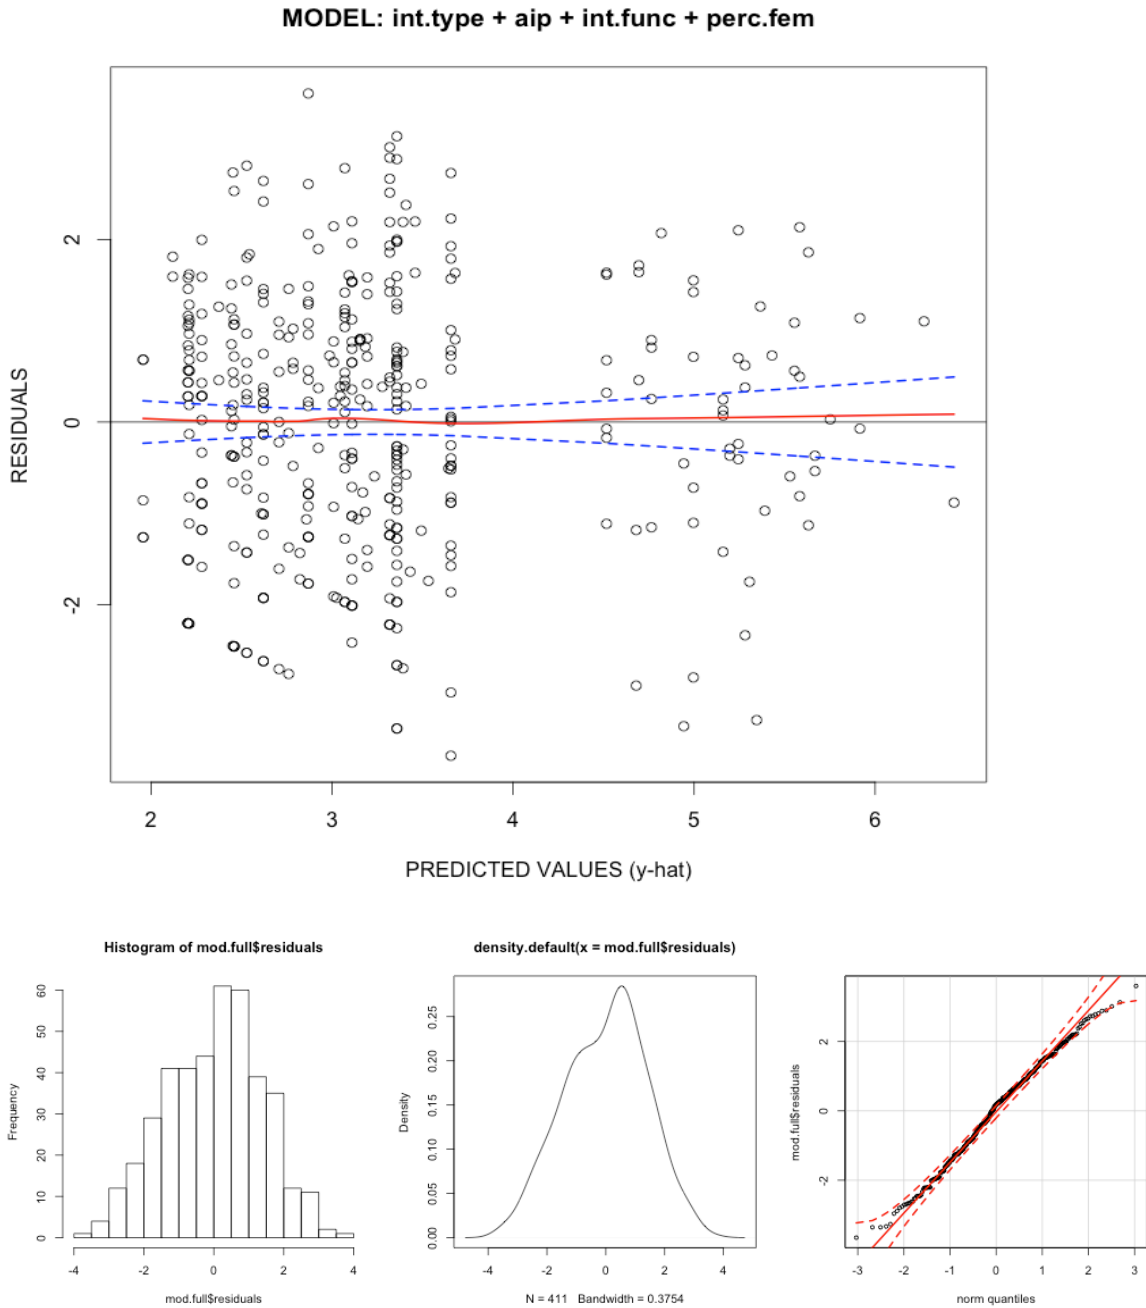 MODEL: int.type + aip + int.func + perc.fem
RESIDUALS
2
0
-2
2 3 4 5 6
PREDICTED VALUES (y-hat)
Histogram of mod.full$residuals
Frequency
60
50
40
30
20
10
0
-4 -2 0 2 4
mod.full$residuals
density.default(x = mod.full$residuals)
Density
0.25
0.20
0.15
0.10
0.05
0.00
-4 -2 0 2 4
N = 411 Bandwidth = 0.3754
mod.full$residuals
2
0
-2
-3 -2 -1 0 1 2 3
norm quantiles